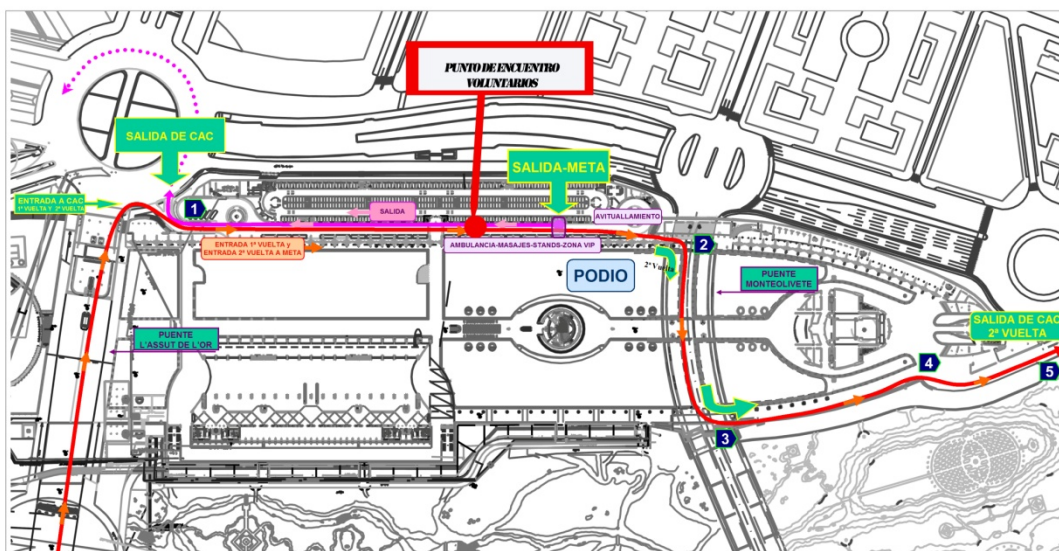 PUNTO DE ENCUENTRO
VOLUNTARIOS
SALIDA DE CAC
SALIDA-META
ENTRADA A CAC
1ª VUELTA Y 2ª VUELTA
1
SALIDA
AVITUALLAMIENTO
ENTRADA 1ª VUELTA y
ENTRADA 2ª VUELTA A META
AMBULANCIA-MASAJES-STANDS-ZONA VIP
2
2ª Vuelta
PODIO
PUENTE
MONTEOLIVETE
PUENTE
L'ASSUT DE L'OR
SALIDA DE CAC
2ª VUELTA
4
5
3